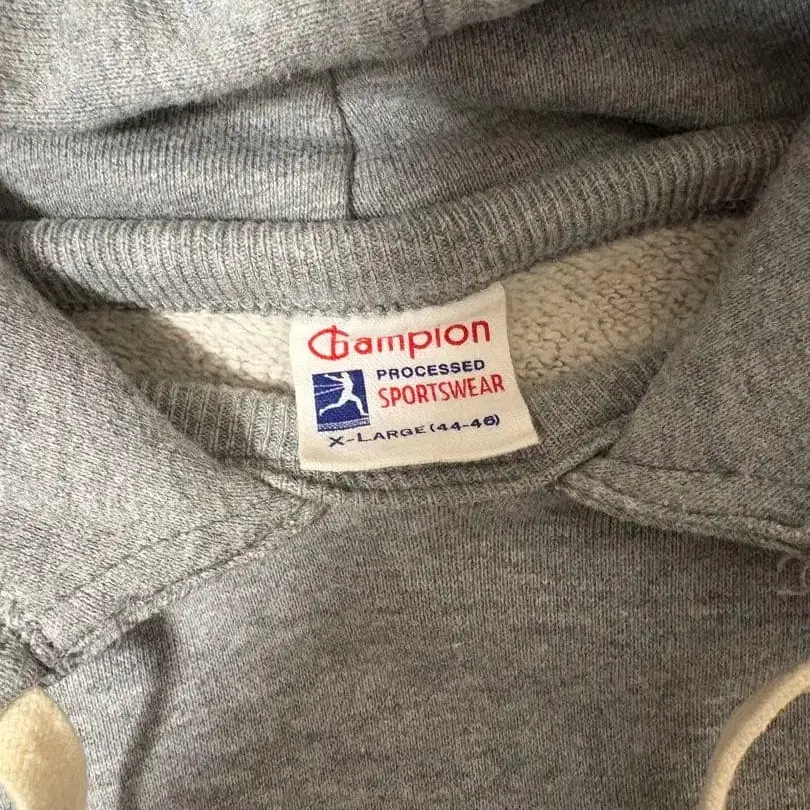 Champion
PROCESSED
SPORTSWEAR
X-LARGE (44-46)